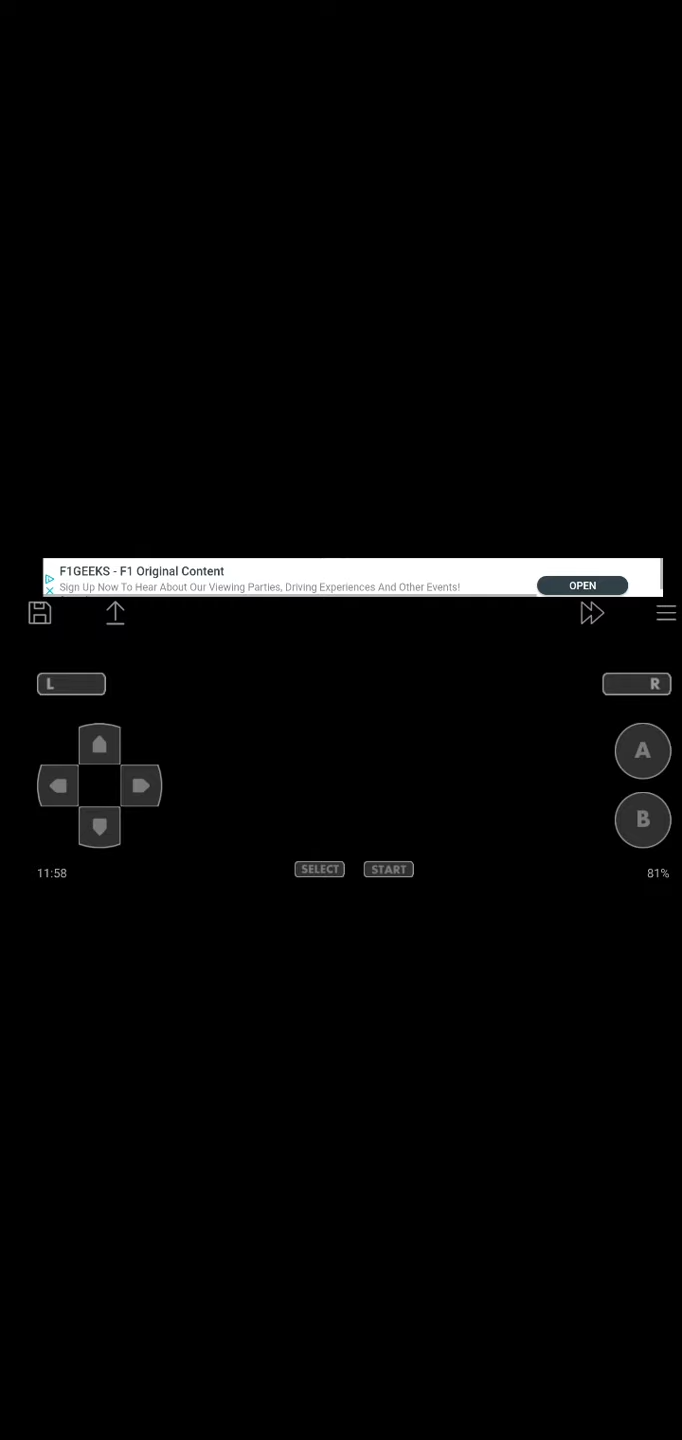 F1GEEKS - F1 Original Content
Sign Up Now To Hear About Our Viewing Parties, Driving Experiences And Other Events!
OPEN
L
R
A
B
SELECT
START
11:58
81%